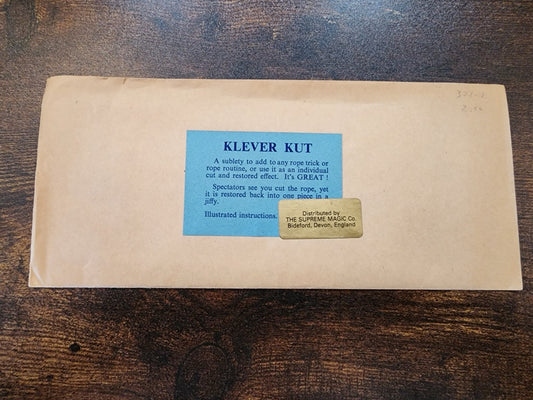 KLEVER KUT
A sublety to add to any rope trick or
rope routine, or use it as an individual
cut and restored effect. It's GREAT !
Spectators see you cut the rope, yet
it is restored back into one piece in a
jiffy.
Illustrated instructions.
Distributed by
THE SUPREME MAGIC Co.
Bideford, Devon, England